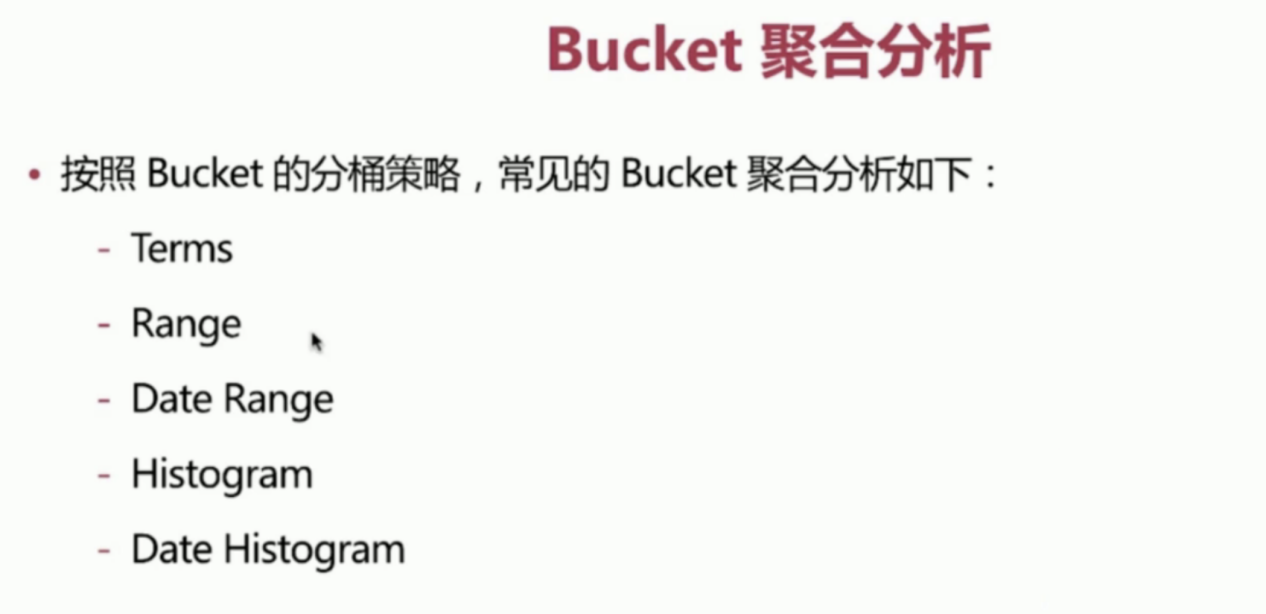 Bucket 聚合分析
• 按照 Bucket 的分桶策略，常见的 Bucket 聚合分析如下：
- Terms
- Range
- Date Range
- Histogram
- Date Histogram